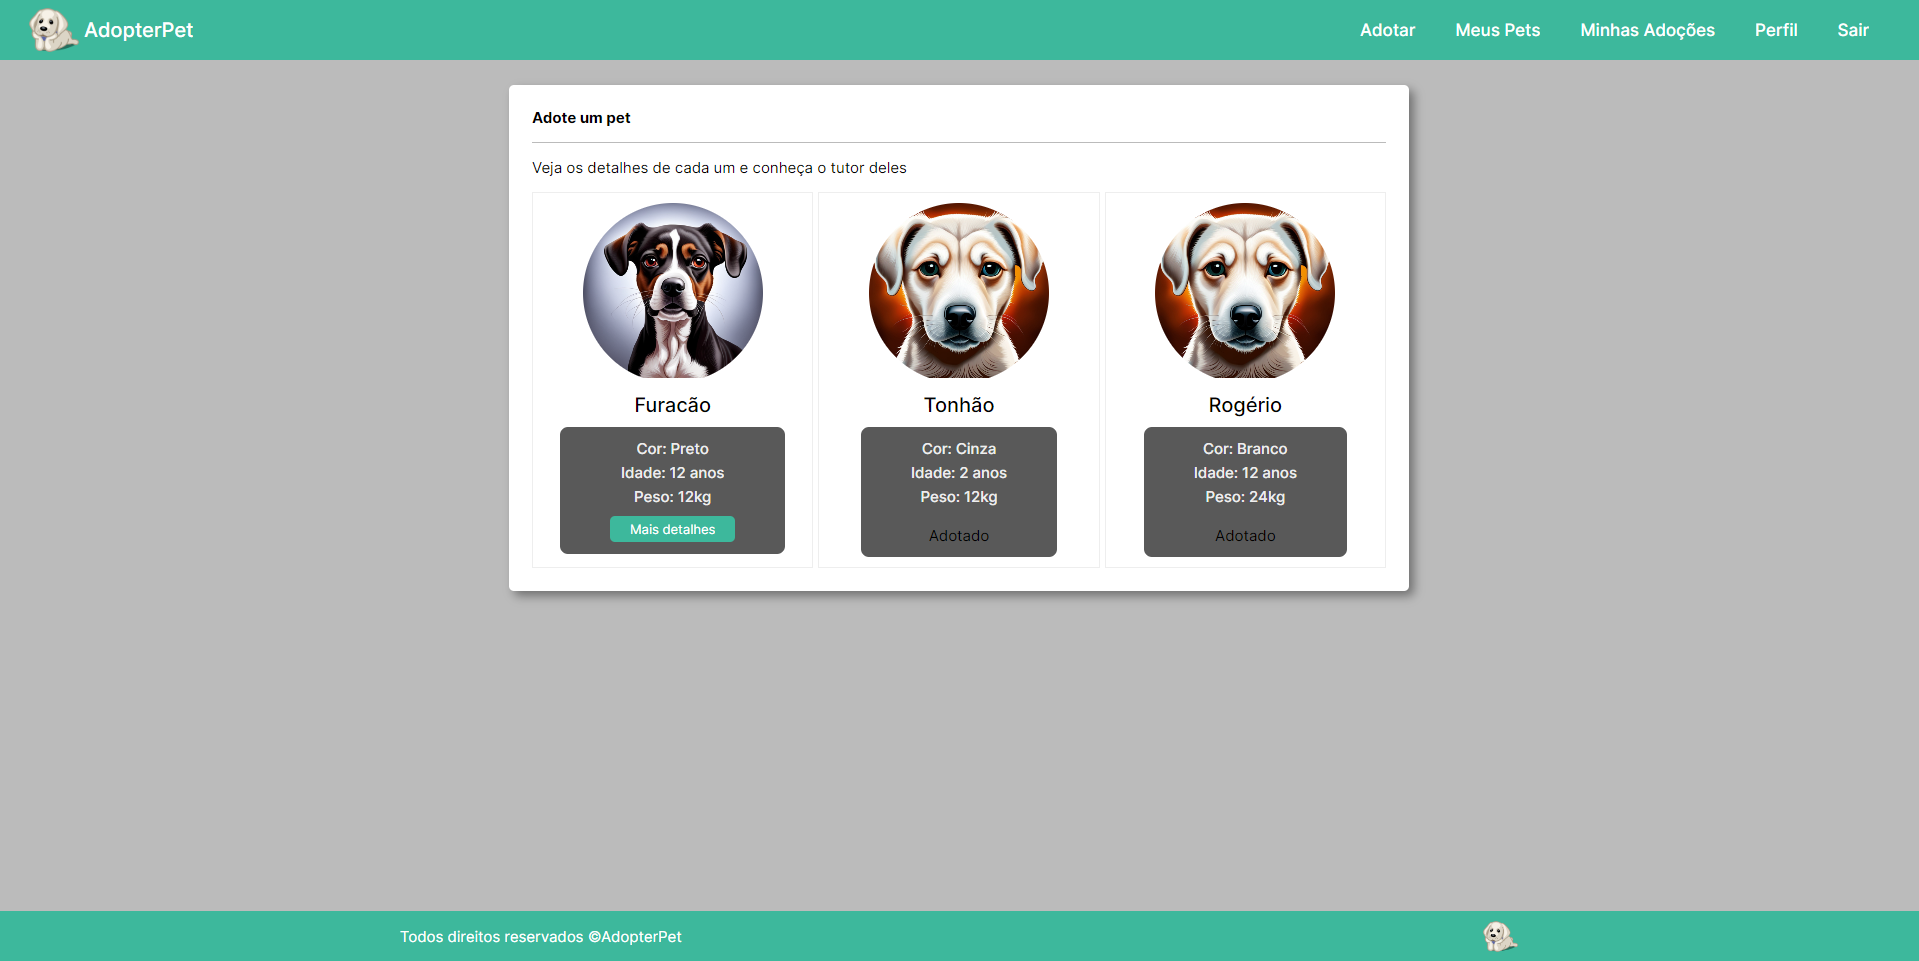 AdopterPet
Adotar
Meus Pets
Minhas Adoções
Perfil
Sair
Adote um pet
Veja os detalhes de cada um e conheça o tutor deles
Furacão
Cor: Preto
Idade: 12 anos
Peso: 12kg
Mais detalhes
Tonhão
Cor: Cinza
Idade: 2 anos
Peso: 12kg
Adotado
Rogério
Cor: Branco
Idade: 12 anos
Peso: 24kg
Adotado
Todos direitos reservados ©AdopterPet